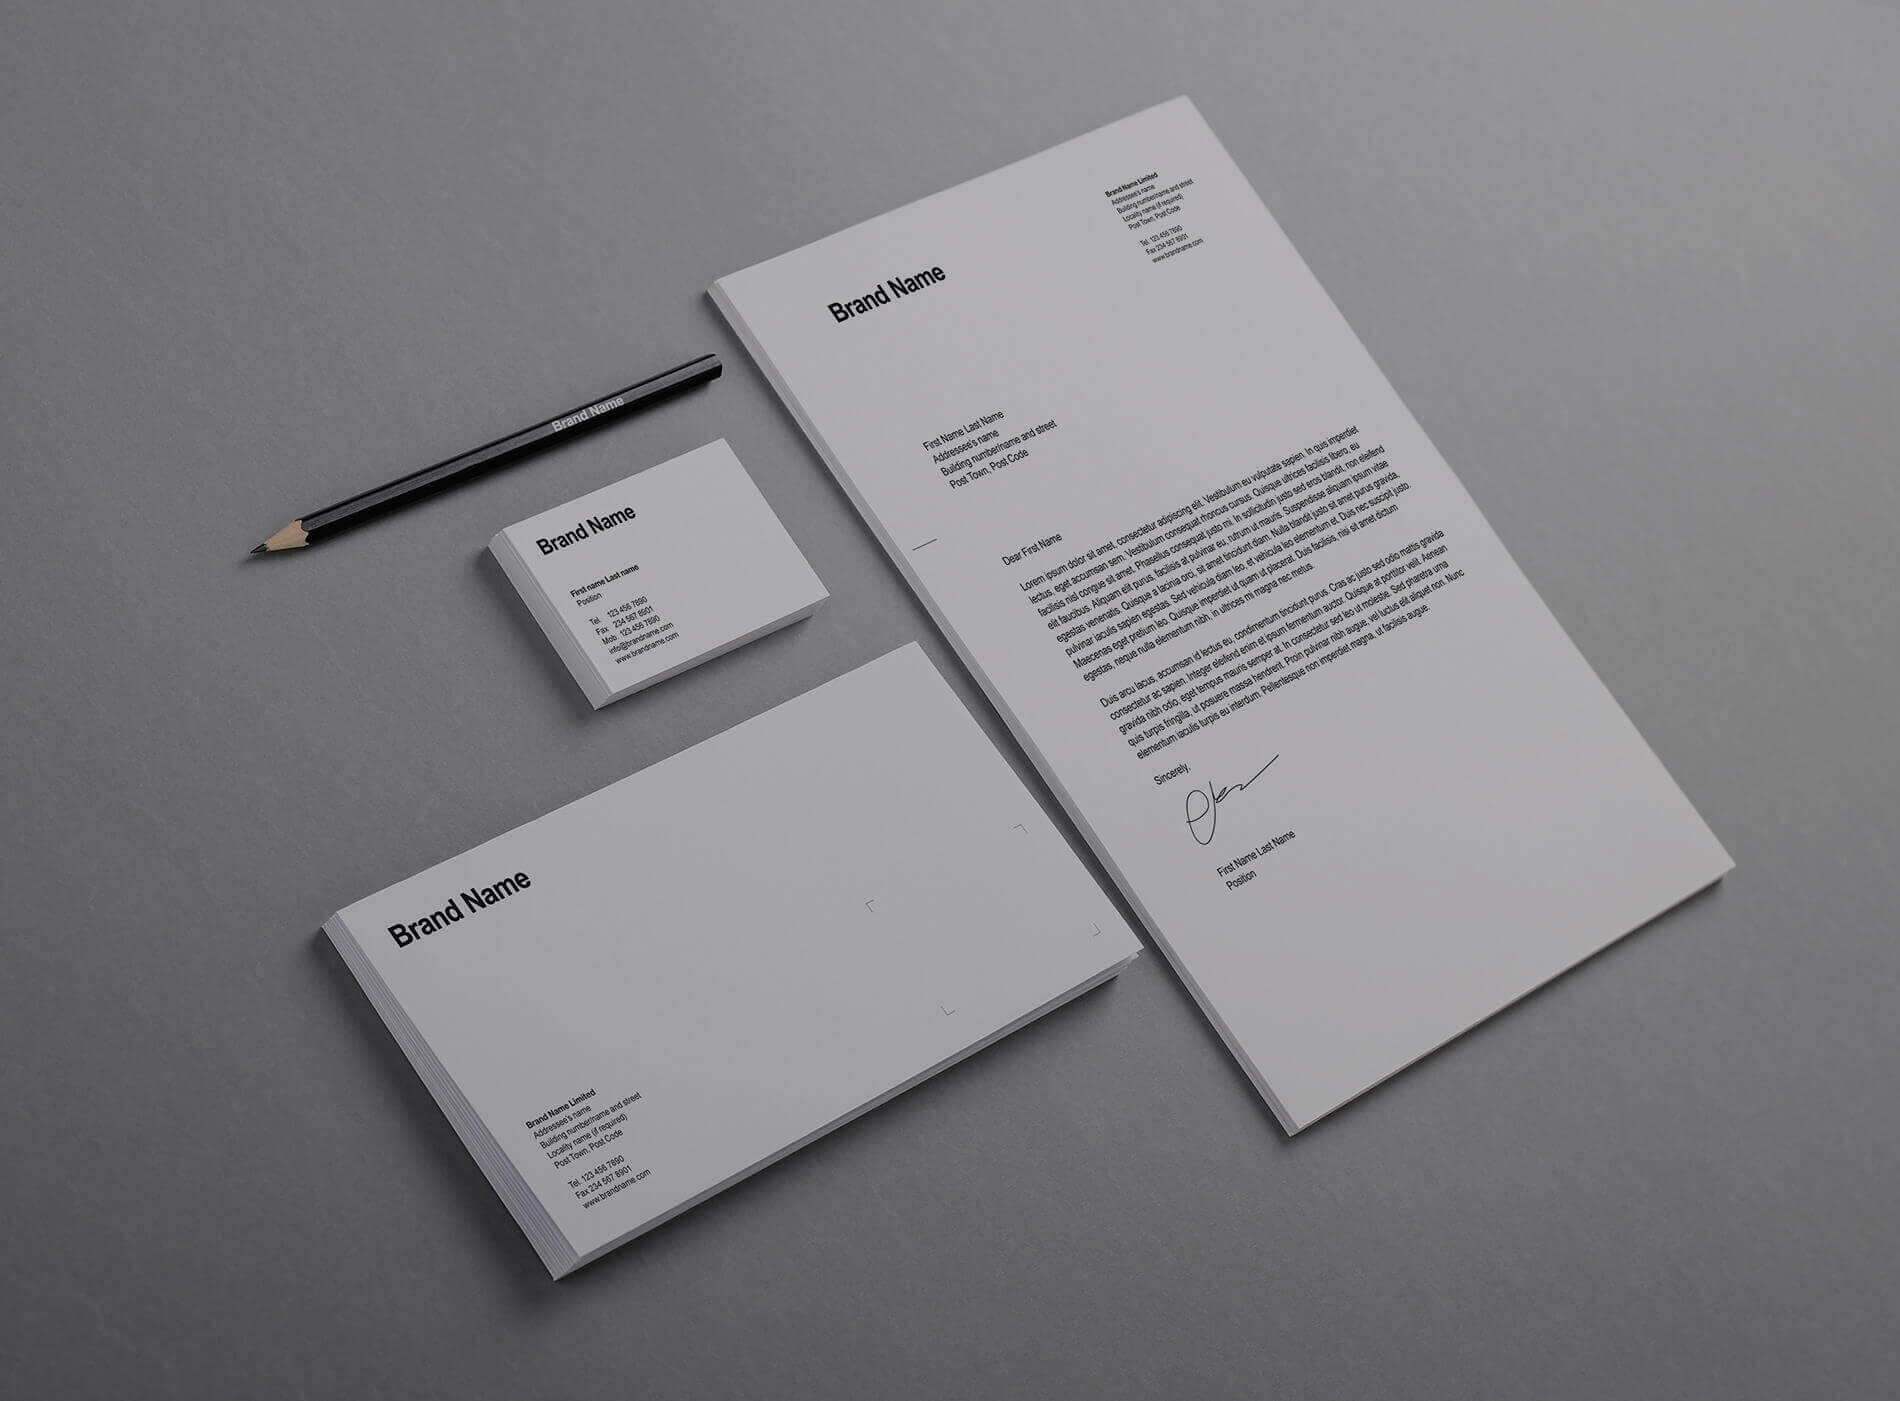 Brand Name
Brand Name
First name Last name
Position
Tel. 123 456 7890
Fax 234 567 8901
Mob 123 456 7890
info@brandname.com
www.brandname.com
Brand Name
Brand Name Limited
Addressee's name
Building number/name and street
Locality name (if required)
Post Town, Post Code
Tel. 123 456 7890
Fax 234 567 8901
www.brandname.com
Brand Name
Brand Name Limited
Addressee's name
Building number/name and street
Locality name (if required)
Post Town, Post Code
Tel. 123 456 7890
Fax 234 567 8901
www.brandname.com
First Name Last Name
Addressee's name
Building number/name and street
Post Town, Post Code
Dear First Name
Lorem ipsum dolor sit amet, consectetur adipiscing elit. Vestibulum eu vulputate sapien. In quis imperdiet
lectus, eget accumsan sem. Vestibulum consequat rhoncus cursus. Quisque ultrices facilisis libero, eu
facilisis nisl congue sit amet. Phasellus consequat justo mi. In sollicitudin justo sed eros blandit, non eleifend
elit faucibus. Aliquam elit purus, facilisis at pulvinar eu, rutrum ut mauris. Suspendisse aliquam ipsum vitae
egestas venenatis. Quisque a lacinia orci, sit amet tincidunt diam. Nulla blandit justo sit amet purus gravida,
pulvinar iaculis sapien egestas. Sed vehicula diam leo, et vehicula leo elementum et. Duis nec suscipit justo.
Maecenas eget pretium leo. Quisque imperdiet ut quam ut placerat. Duis facilisis, nisi sit amet dictum
egestas, neque nulla elementum nibh, in ultrices mi magna nec metus.
Duis arcu lacus, accumsan id lectus eu, condimentum tincidunt purus. Cras ac justo sed odio mattis gravida
consectetur ac sapien. Integer eleifend enim et ipsum fermentum auctor. Quisque at porttitor velit. Aenean
gravida nibh odio, eget tempus mauris semper at. In consectetur sed leo ut molestie. Sed pharetra urna
quis turpis fringilla, ut posuere massa hendrerit. Proin pulvinar nibh augue, vel luctus elit aliquet non. Nunc
elementum iaculis turpis eu interdum. Pellentesque non imperdiet magna, ut facilisis augue.
Sincerely,
First Name Last Name
Position